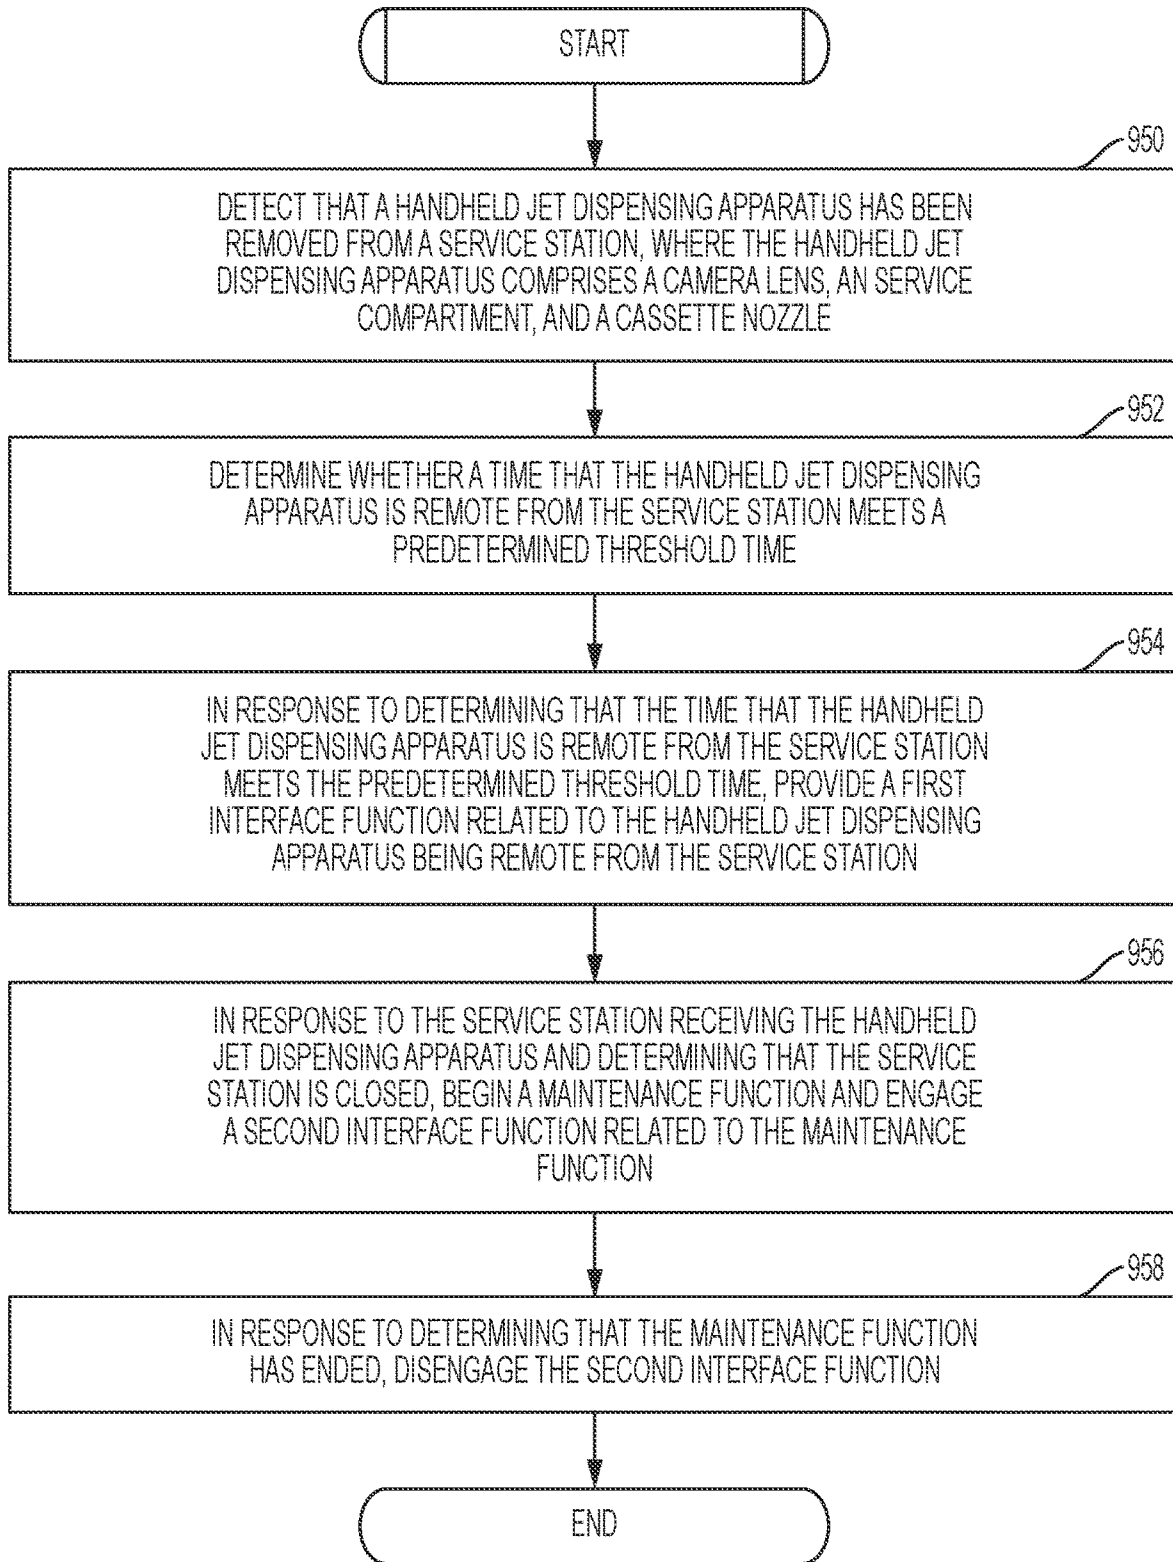 START
950
DETECT THAT A HANDHELD JET DISPENSING APPARATUS HAS BEEN
REMOVED FROM A SERVICE STATION, WHERE THE HANDHELD JET
DISPENSING APPARATUS COMPRISES A CAMERA LENS, AN SERVICE
COMPARTMENT, AND A CASSETTE NOZZLE
952
DETERMINE WHETHER A TIME THAT THE HANDHELD JET DISPENSING
APPARATUS IS REMOTE FROM THE SERVICE STATION MEETS A
PREDETERMINED THRESHOLD TIME
954
IN RESPONSE TO DETERMINING THAT THE TIME THAT THE HANDHELD
JET DISPENSING APPARATUS IS REMOTE FROM THE SERVICE STATION
MEETS THE PREDETERMINED THRESHOLD TIME, PROVIDE A FIRST
INTERFACE FUNCTION RELATED TO THE HANDHELD JET DISPENSING
APPARATUS BEING REMOTE FROM THE SERVICE STATION
956
IN RESPONSE TO THE SERVICE STATION RECEIVING THE HANDHELD
JET DISPENSING APPARATUS AND DETERMINING THAT THE SERVICE
STATION IS CLOSED, BEGIN A MAINTENANCE FUNCTION AND ENGAGE
A SECOND INTERFACE FUNCTION RELATED TO THE MAINTENANCE
FUNCTION
958
IN RESPONSE TO DETERMINING THAT THE MAINTENANCE FUNCTION
HAS ENDED, DISENGAGE THE SECOND INTERFACE FUNCTION
END